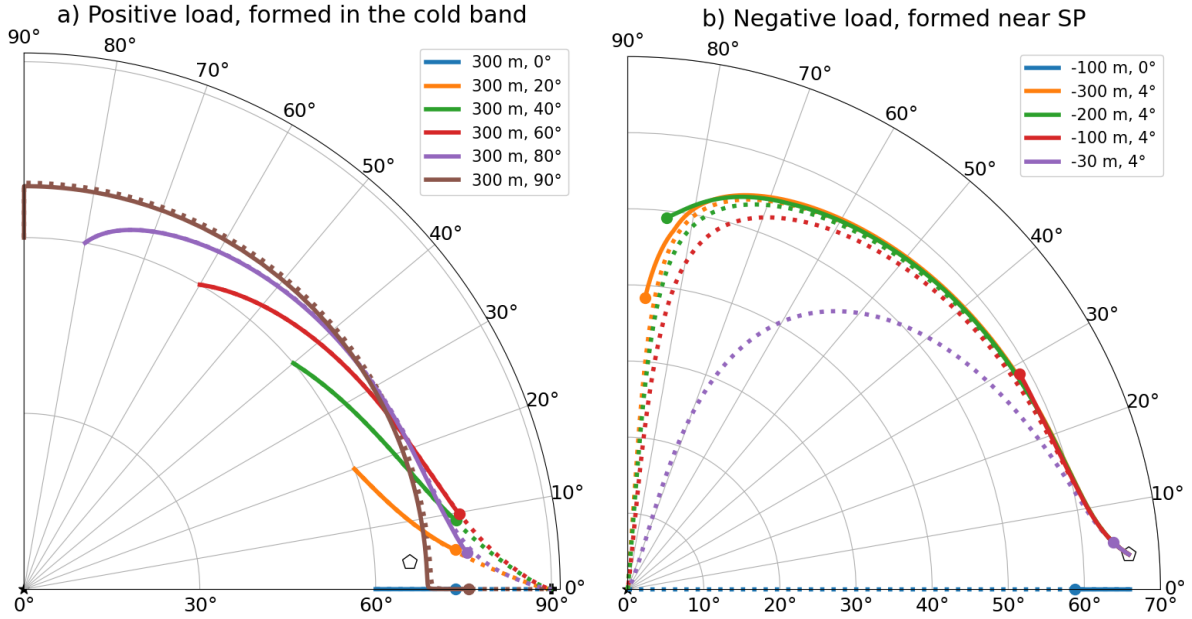 a) Positive load, formed in the cold band
90°
80°
70°
60°
50°
40°
30°
20°
10°
0°
0°
30°
60°
90°
300 m, 0°
300 m, 20°
300 m, 40°
300 m, 60°
300 m, 80°
300 m, 90°
b) Negative load, formed near SP
90°
80°
70°
60°
50°
40°
30°
20°
10°
0°
0°
10°
20°
30°
40°
50°
60°
70°
-100 m, 0°
-300 m, 4°
-200 m, 4°
-100 m, 4°
-30 m, 4°